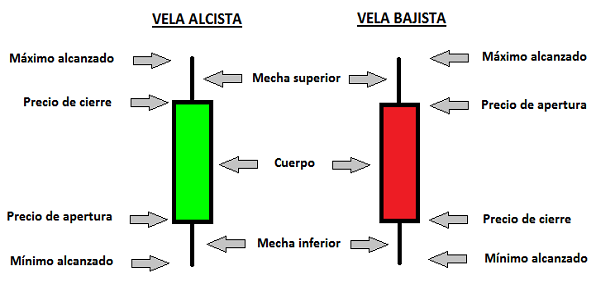 VELA ALCISTA
VELA BAJISTA
Máximo alcanzado
Máximo alcanzado
Mecha superior
Precio de cierre
Precio de apertura
Cuerpo
Precio de apertura
Precio de cierre
Mecha inferior
Mínimo alcanzado
Mínimo alcanzado